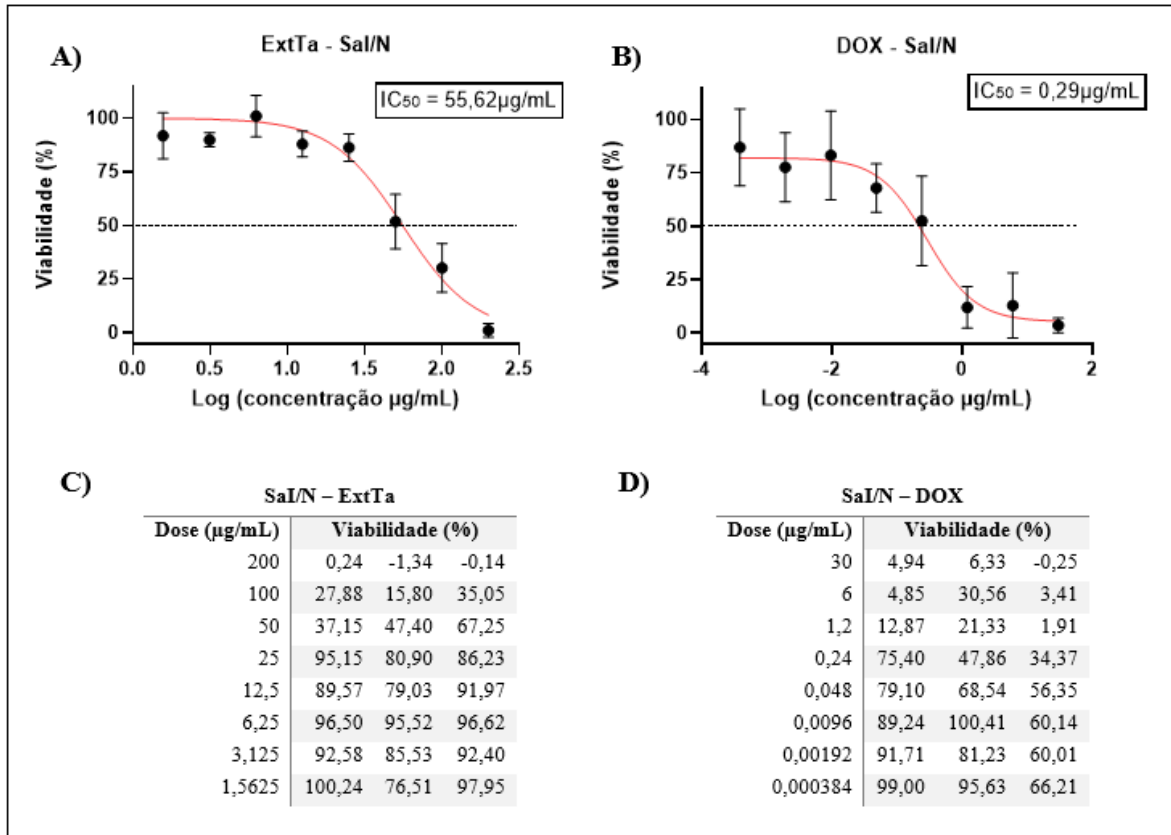 A)
ExtTa - SaI/N
IC50 = 55,62µg/mL
Viabilidade (%)
100
75
50
25
0
0.0 0.5 1.0 1.5 2.0 2.5
Log (concentração µg/mL)
B)
DOX - SaI/N
IC50 = 0,29µg/mL
Viabilidade (%)
100
75
50
25
0
-4 -2 0 2
Log (concentração µg/mL)
C)
SaI/N – ExtTa
Dose (µg/mL) Viabilidade (%)
200 0,24 -1,34 -0,14
100 27,88 15,80 35,05
50 37,15 47,40 67,25
25 95,15 80,90 86,23
12,5 89,57 79,03 91,97
6,25 96,50 95,52 96,62
3,125 92,58 85,53 92,40
1,5625 100,24 76,51 97,95
D)
SaI/N – DOX
Dose (µg/mL) Viabilidade (%)
30 4,94 6,33 -0,25
6 4,85 30,56 3,41
1,2 12,87 21,33 1,91
0,24 75,40 47,86 34,37
0,048 79,10 68,54 56,35
0,0096 89,24 100,41 60,14
0,00192 91,71 81,23 60,01
0,000384 99,00 95,63 66,21